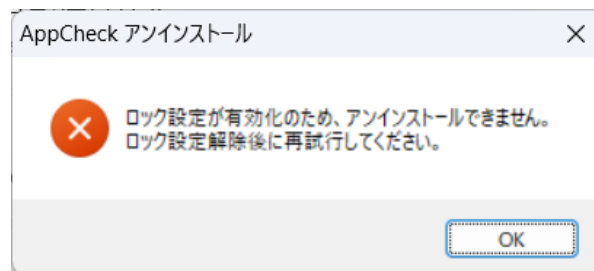 AppCheck アンインストール
ロック設定が有効化のため、アンインストールできません。
ロック設定解除後に再試行してください。
OK